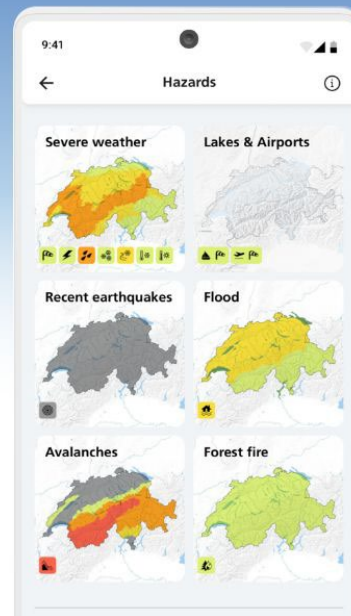 9:41
Hazards
Severe weather
Lakes & Airports
Recent earthquakes
Flood
Avalanches
Forest fire